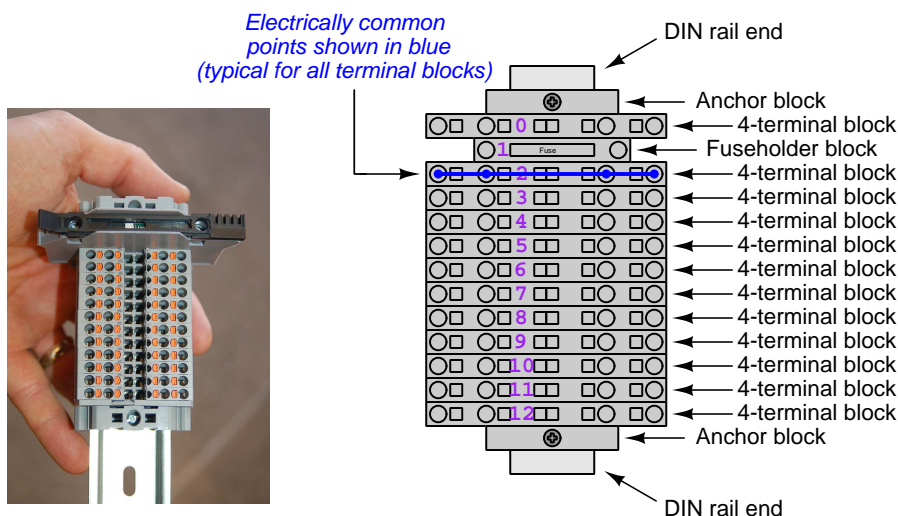 Electrically common
points shown in blue
(typical for all terminal blocks)
DIN rail end
Anchor block
0
4-terminal block
1
Fuse
Fuseholder block
2
4-terminal block
3
4-terminal block
4
4-terminal block
5
4-terminal block
6
4-terminal block
7
4-terminal block
8
4-terminal block
9
4-terminal block
10
4-terminal block
11
4-terminal block
12
4-terminal block
Anchor block
DIN rail end